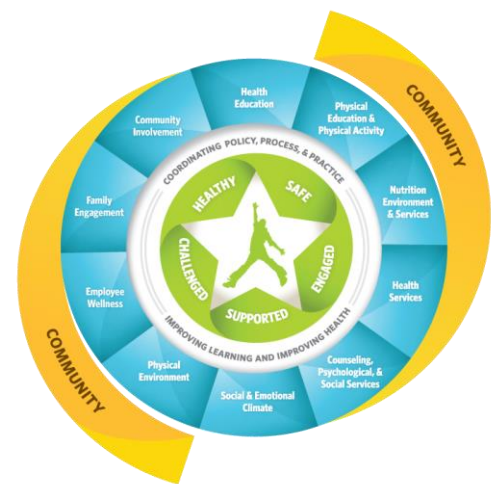 COMMUNITY
Health
Education
Physical
Education &
Physical Activity
Nutrition
Environment
& Services
Health
Services
Counseling,
Psychological, &
Social Services
Social & Emotional
Climate
Physical
Environment
Employee
Wellness
Family
Engagement
Community
Involvement
COORDINATING POLICY, PROCESS, & PRACTICE
IMPROVING LEARNING AND IMPROVING HEALTH
HEALTHY
SAFE
ENGAGED
SUPPORTED
CHALLENGED
COMMUNITY